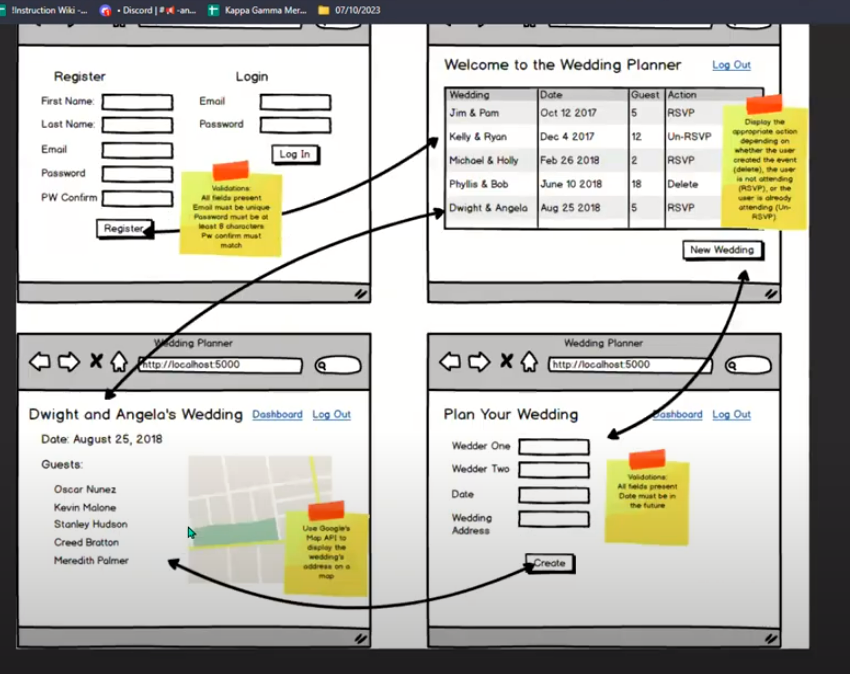 !Instruction Wiki -...
• Discord | #
-an...
Kappa Gamma Mer...
07/10/2023
Register
Login
First Name:
Last Name:
Email
Password
PW Confirm
Register
Email
Password
Log In
Validations:
All fields present
Email must be unique
Password must be at
least 8 characters
Pw confirm must
match
Welcome to the Wedding Planner
Log Out
Wedding Date Guest Action
Jim & Pam Oct 12 2017 5 RSVP
Kelly & Ryan Dec 4 2017 12 Un-RSVP
Michael & Holly Feb 26 2018 2 RSVP
Phyllis & Bob June 10 2018 18 Delete
Dwight & Angela Aug 25 2018 5 RSVP
Display the
appropriate action
depending on
whether the user
created the event
(delete), the user
is not attending
(RSVP), or the
user is already
attending (Un-
RSVP)
New Wedding
Wedding Planner
http://localhost:5000
Dwight and Angela's Wedding
Dashboard
Log Out
Date: August 25, 2018
Guests:
Oscar Nunez
Kevin Malone
Stanley Hudson
Creed Bratton
Meredith Palmer
Use Google's
Map API to
display the
wedding's
address on a
map
Wedding Planner
http://localhost:5000
Plan Your Wedding
Dashboard
Log Out
Wedder One
Wedder Two
Date
Wedding
Address
Create
Validations:
All fields present
Date must be in
the future